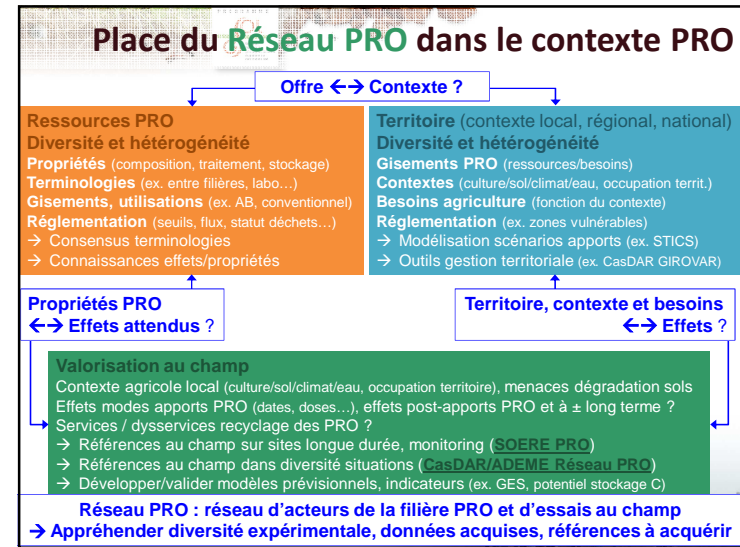 Place du Réseau PRO dans le contexte PRO
Offre ←→ Contexte ?
Ressources PRO
Diversité et hétérogénéité
Propriétés (composition, traitement, stockage)
Terminologies (ex. entre filières, labo…)
Gisements, utilisations (ex. AB, conventionnel)
Réglementation (seuils, flux, statut déchets…)
→ Consensus terminologies
→ Connaissances effets/propriétés
Territoire (contexte local, régional, national)
Diversité et hétérogénéité
Gisements PRO (ressources/besoins)
Contextes (culture/sol/climat/eau, occupation territ.)
Besoins agriculture (fonction du contexte)
Réglementation (ex. zones vulnérables)
→ Modélisation scénarios apports (ex. STICS)
→ Outils gestion territoriale (ex. CasDAR GIROVAR)
Propriétés PRO
←→ Effets attendus ?
Territoire, contexte et besoins
←→ Effets ?
Valorisation au champ
Contexte agricole local (culture/sol/climat/eau, occupation territoire), menaces dégradation sols
Effets modes apports PRO (dates, doses…), effets post-apports PRO et à ± long terme ?
Services / dysservices recyclage des PRO ?
→ Références au champ sur sites longue durée, monitoring (SOERE PRO)
→ Références au champ dans diversité situations (CasDAR/ADEME Réseau PRO)
→ Développer/valider modèles prévisionnels, indicateurs (ex. GES, potentiel stockage C)
Réseau PRO : réseau d'acteurs de la filière PRO et d'essais au champ
→ Appréhender diversité expérimentale, données acquises, références à acquérir